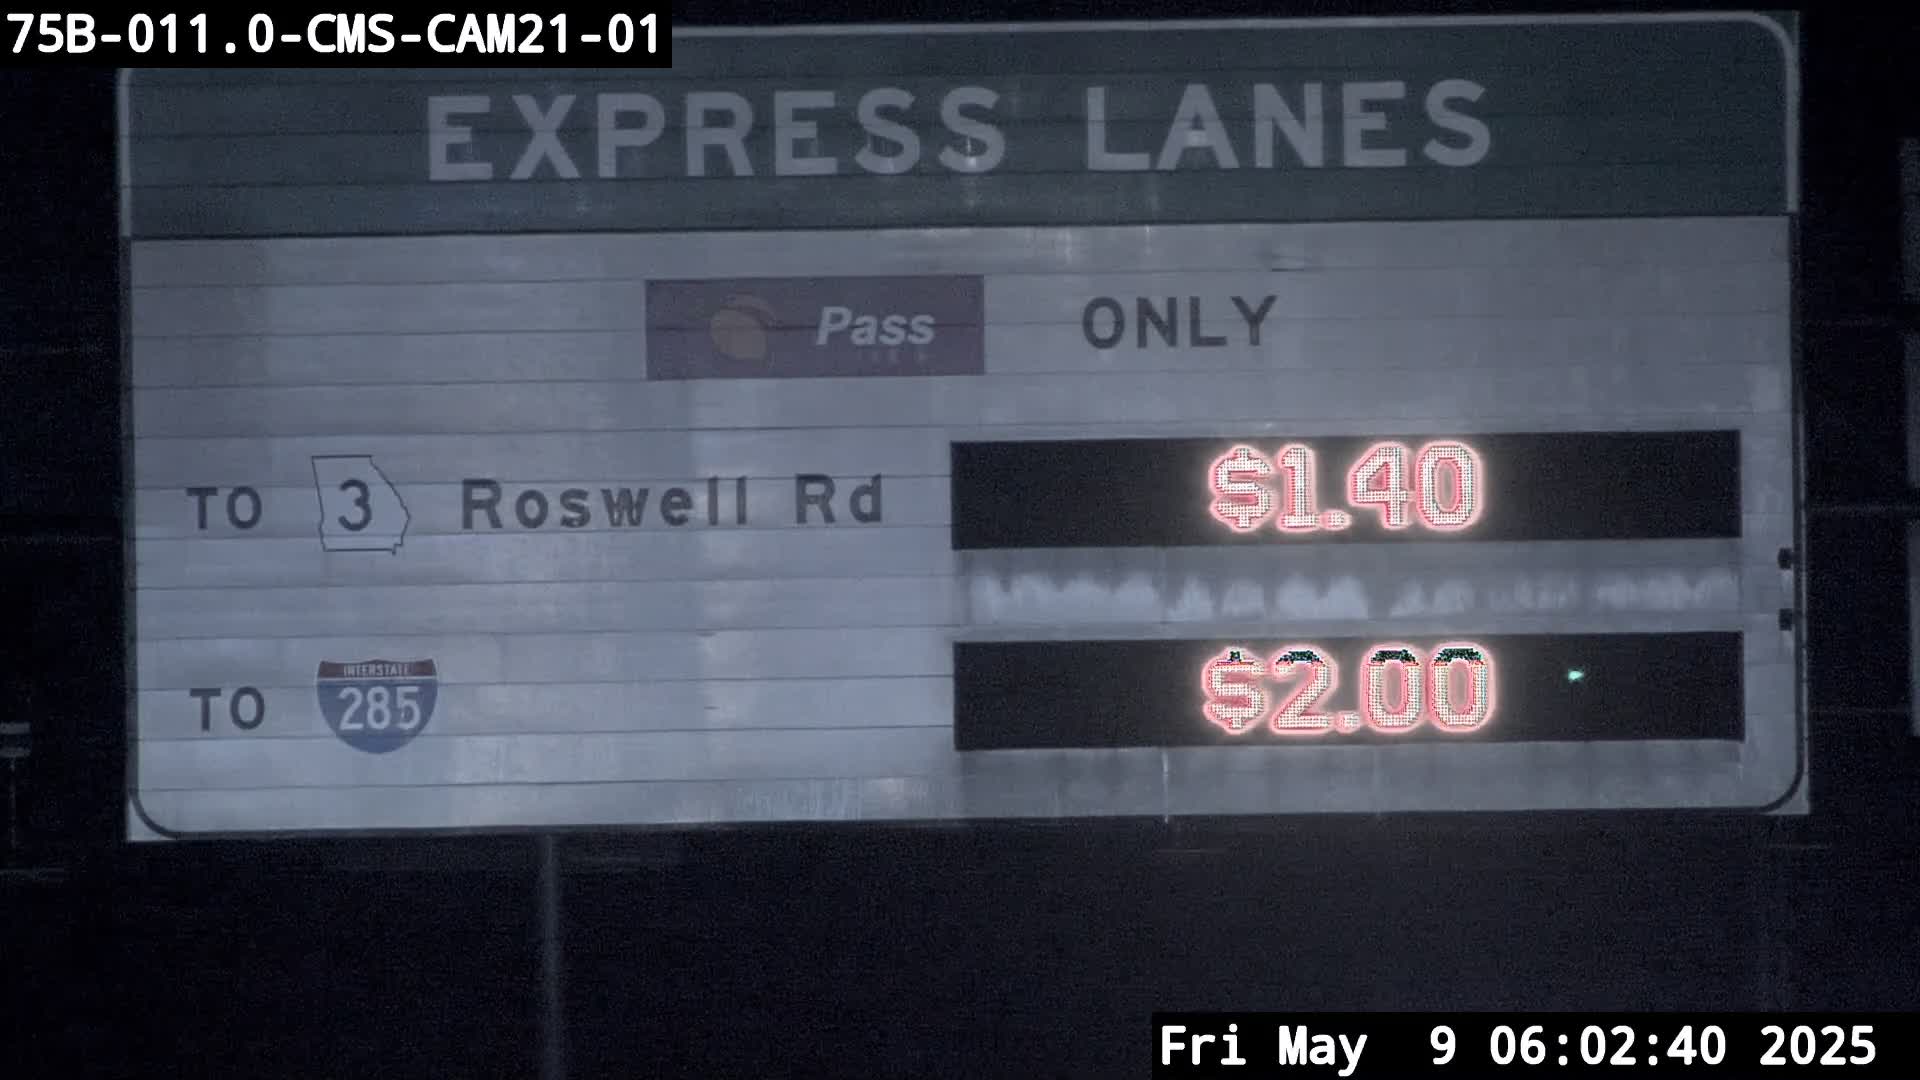 75B-011.0-CMS-CAM21-01
EXPRESS LANES
Pass ONLY
TO 3 Roswell Rd $1.40
INTERSTATE
TO 285 $2.00
Fri May 9 06:02:40 2025